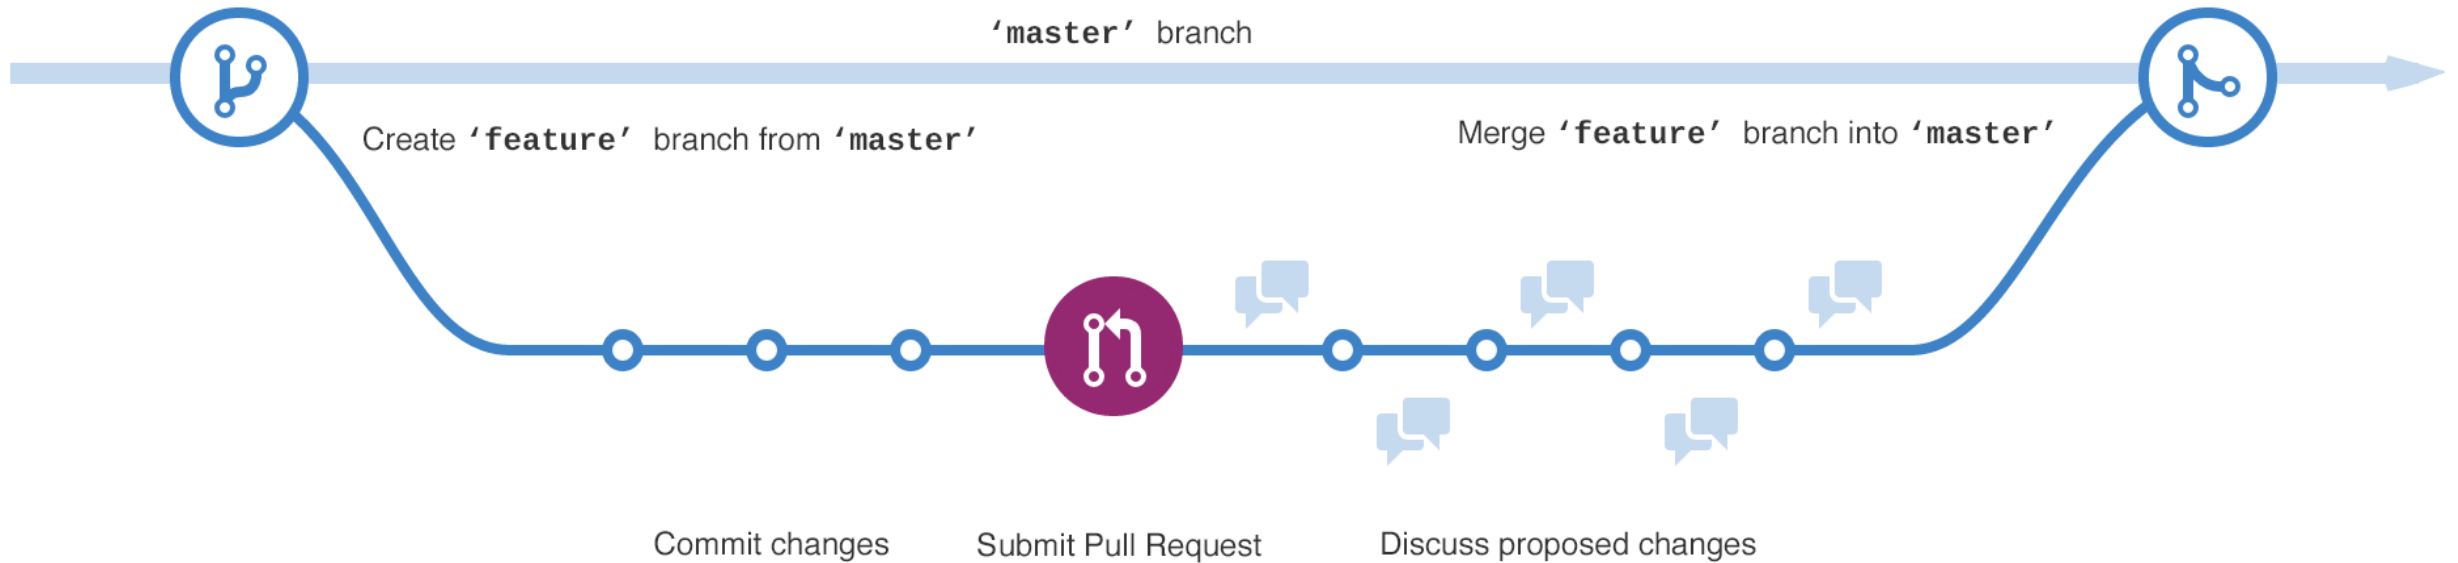 ‘master’ branch
Create ‘feature’ branch from ‘master’
Merge ‘feature’ branch into ‘master’
Commit changes
Submit Pull Request
Discuss proposed changes